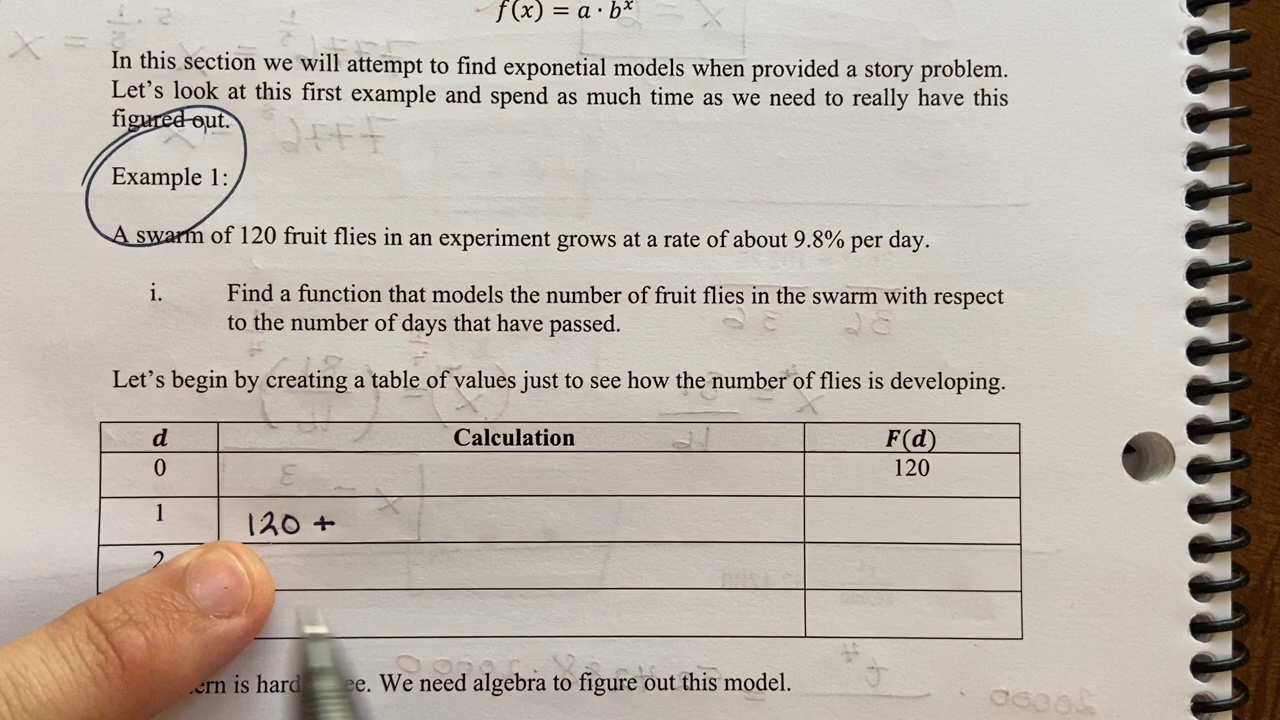 f(x) = a · bˣ
In this section we will attempt to find exponetial models when provided a story problem.
Let's look at this first example and spend as much time as we need to really have this
figured out.
Example 1:
A swarm of 120 fruit flies in an experiment grows at a rate of about 9.8% per day.
i. Find a function that models the number of fruit flies in the swarm with respect
to the number of days that have passed.
Let's begin by creating a table of values just to see how the number of flies is developing.
d Calculation F(d)
0 120
1 120 +
2
is hard We need algebra to figure out this model.